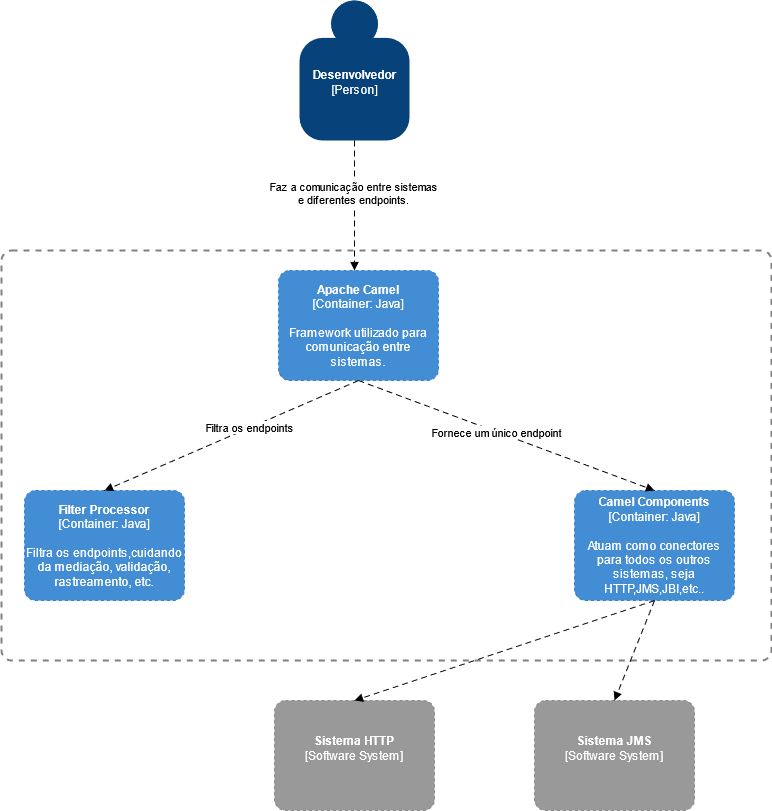 Desenvolvedor
[Person]
Faz a comunicação entre sistemas
e diferentes endpoints.
Apache Camel
[Container: Java]
Framework utilizado para
comunicação entre
sistemas.
Filtra os endpoints
Fornece um único endpoint
Filter Processor
[Container: Java]
Filtra os endpoints,cuidando
da mediação, validação,
rastreamento, etc.
Camel Components
[Container: Java]
Atuam como conectores
para todos os outros
sistemas, seja
HTTP,JMS,JBI,etc..
Sistema HTTP
[Software System]
Sistema JMS
[Software System]